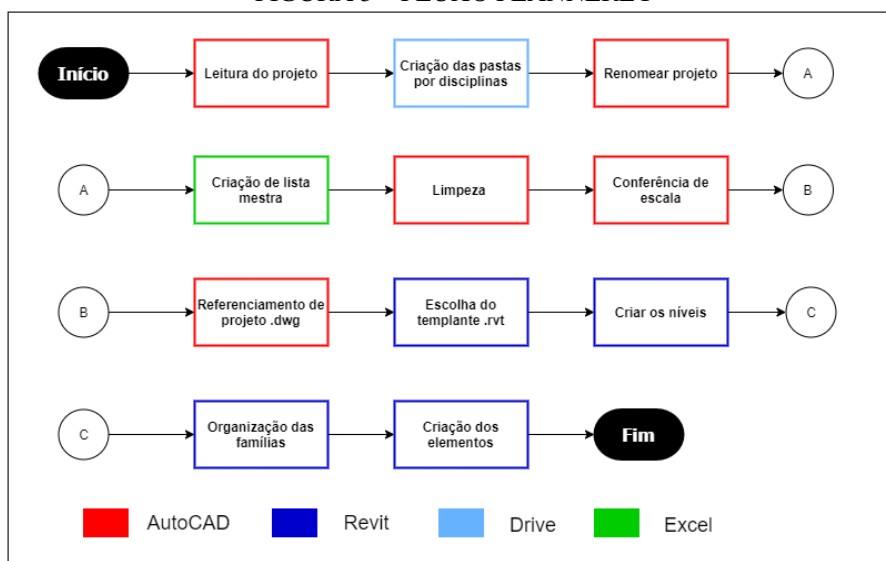 Início
Leitura do projeto
Criação das pastas
por disciplinas
Renomear projeto
A
A
Criação de lista
mestra
Limpeza
Conferência de
escala
B
B
Referenciamento de
projeto .dwg
Escolha do
templante .rvt
Criar os níveis
C
C
Organização das
famílias
Criação dos
elementos
Fim
AutoCAD
Revit
Drive
Excel